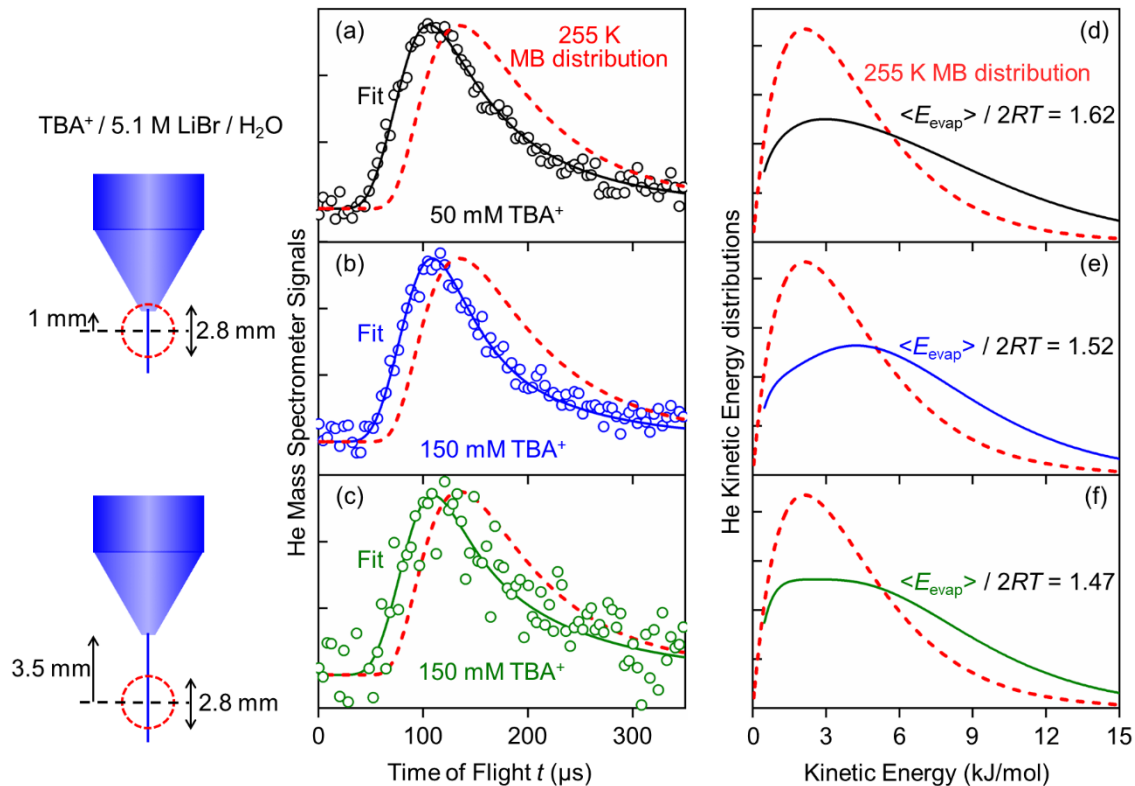 TBA⁺ / 5.1 M LiBr / H₂O
1 mm
2.8 mm
3.5 mm
2.8 mm
He Mass Spectrometer Signals
(a)
255 K
MB distribution
Fit
50 mM TBA⁺
(b)
Fit
150 mM TBA⁺
(c)
Fit
150 mM TBA⁺
0 100 200 300
Time of Flight t (µs)
He Kinetic Energy distributions
(d)
255 K MB distribution
<E_evap> / 2RT = 1.62
(e)
<E_evap> / 2RT = 1.52
(f)
<E_evap> / 2RT = 1.47
0 3 6 9 12 15
Kinetic Energy (kJ/mol)